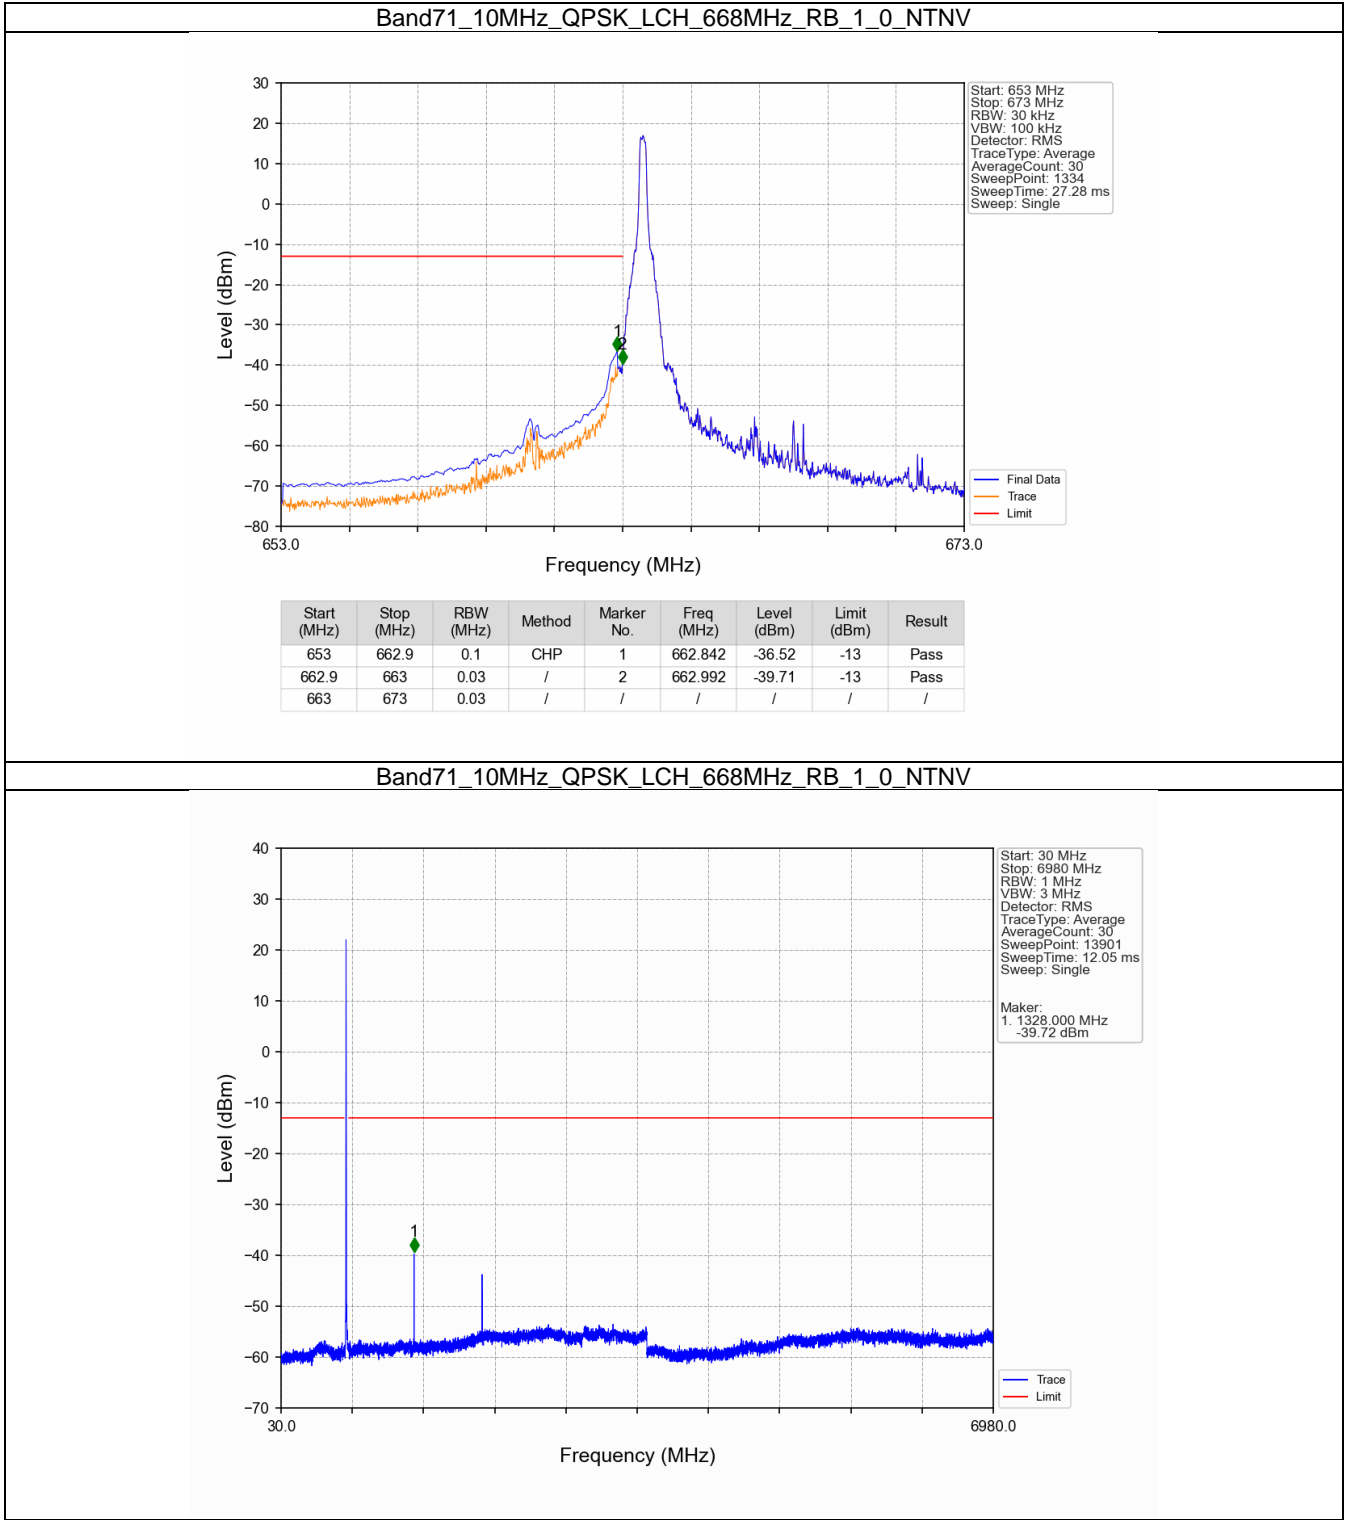 Band71_10MHz_QPSK_LCH_668MHz_RB_1_0_NTNV
Start: 653 MHz
Stop: 673 MHz
RBW: 30 kHz
VBW: 100 kHz
Detector: RMS
TraceType: Average
AverageCount: 30
SweepPoint: 1334
SweepTime: 27.28 ms
Sweep: Single
30
20
10
0
−10
−20
−30
−40
−50
−60
−70
−80
Level (dBm)
1
2
653.0
673.0
Frequency (MHz)
Final Data
Trace
Limit
Start (MHz) Stop (MHz) RBW (MHz) Method Marker No. Freq (MHz) Level (dBm) Limit (dBm) Result
653 662.9 0.1 CHP 1 662.842 -36.52 -13 Pass
662.9 663 0.03 / 2 662.992 -39.71 -13 Pass
663 673 0.03 / / / / / /
Band71_10MHz_QPSK_LCH_668MHz_RB_1_0_NTNV
Start: 30 MHz
Stop: 6980 MHz
RBW: 1 MHz
VBW: 3 MHz
Detector: RMS
TraceType: Average
AverageCount: 30
SweepPoint: 13901
SweepTime: 12.05 ms
Sweep: Single
Maker:
1. 1328.000 MHz
-39.72 dBm
40
30
20
10
0
−10
−20
−30
−40
−50
−60
−70
Level (dBm)
1
30.0
6980.0
Frequency (MHz)
Trace
Limit